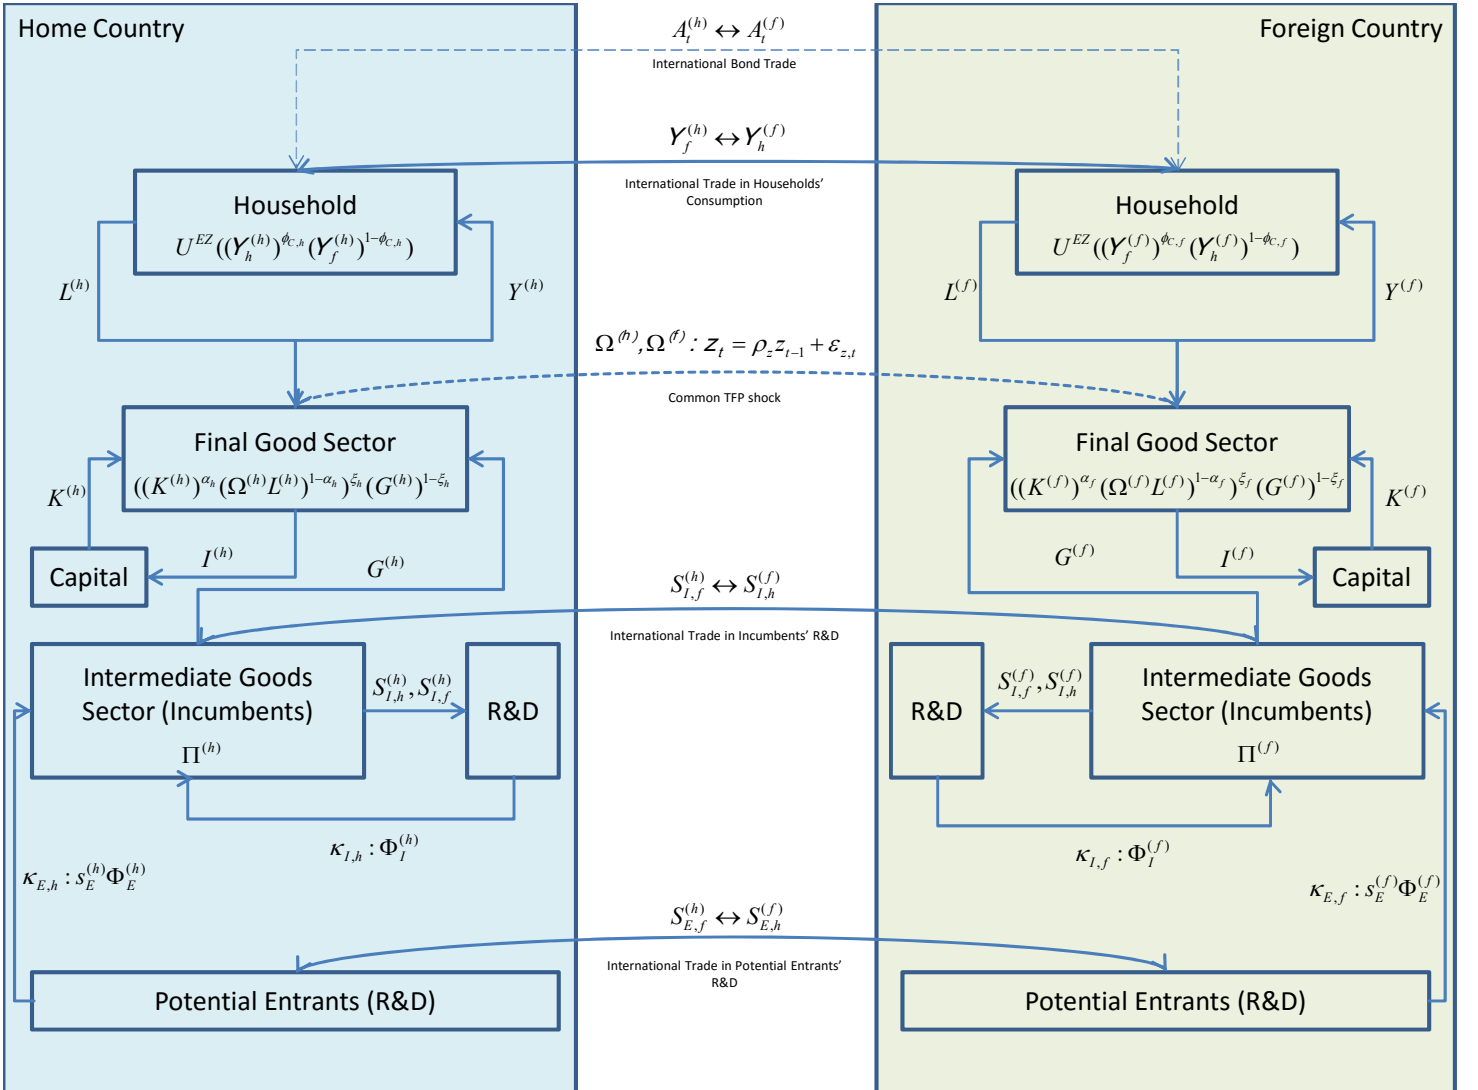 Home Country
Foreign Country
A_t^{(h)} ↔ A_t^{(f)}
International Bond Trade
Y_f^{(h)} ↔ Y_h^{(f)}
International Trade in Households’
Consumption
Household
U^{EZ}((Y_h^{(h)})^{ϕ_{C,h}}(Y_f^{(h)})^{1−ϕ_{C,h}})
L^{(h)}
Y^{(h)}
Household
U^{EZ}((Y_f^{(f)})^{ϕ_{C,f}}(Y_h^{(f)})^{1−ϕ_{C,f}})
L^{(f)}
Y^{(f)}
Ω^{(h)}, Ω^{(f)} : z_t = ρ_z z_{t−1} + ε_{z,t}
Common TFP shock
Final Good Sector
((K^{(h)})^{α_h}(Ω^{(h)}L^{(h)})^{1−α_h})^{ξ_h}(G^{(h)})^{1−ξ_h}
K^{(h)}
I^{(h)}
G^{(h)}
Capital
Final Good Sector
((K^{(f)})^{α_f}(Ω^{(f)}L^{(f)})^{1−α_f})^{ξ_f}(G^{(f)})^{1−ξ_f}
K^{(f)}
G^{(f)}
I^{(f)}
Capital
S_{I,f}^{(h)} ↔ S_{I,h}^{(f)}
International Trade in Incumbents’ R&D
Intermediate Goods
Sector (Incumbents)
Π^{(h)}
S_{I,h}^{(h)}, S_{I,f}^{(h)}
R&D
κ_{I,h} : Φ_I^{(h)}
κ_{E,h} : s_E^{(h)}Φ_E^{(h)}
R&D
S_{I,f}^{(f)}, S_{I,h}^{(f)}
Intermediate Goods
Sector (Incumbents)
Π^{(f)}
κ_{I,f} : Φ_I^{(f)}
κ_{E,f} : s_E^{(f)}Φ_E^{(f)}
S_{E,f}^{(h)} ↔ S_{E,h}^{(f)}
International Trade in Potential Entrants’
R&D
Potential Entrants (R&D)
Potential Entrants (R&D)